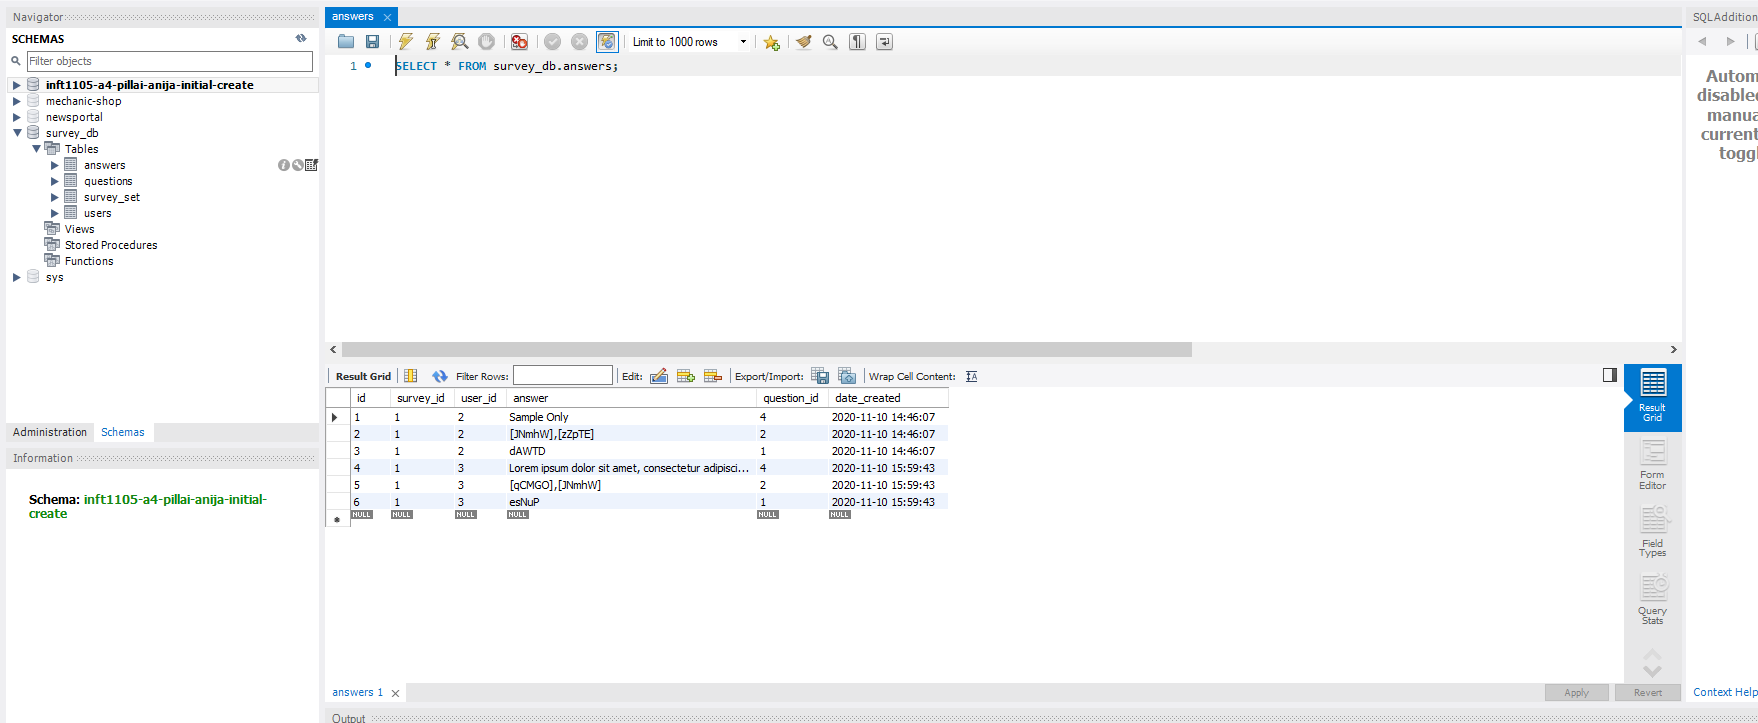 Navigator
SCHEMAS
Filter objects
inft1105-a4-pillai-anija-initial-create
mechanic-shop
newsportal
survey_db
Tables
answers
questions
survey_set
users
Views
Stored Procedures
Functions
sys
Administration Schemas
Information
Schema: inft1105-a4-pillai-anija-initial-
create
answers
Limit to 1000 rows
1 SELECT * FROM survey_db.answers;
Result Grid Filter Rows: Edit: Export/Import: Wrap Cell Content:
id survey_id user_id answer question_id date_created
1 1 2 Sample Only 4 2020-11-10 14:46:07
2 1 2 [JNmhW],[zZpTE] 2 2020-11-10 14:46:07
3 1 2 dAWTD 1 2020-11-10 14:46:07
4 1 3 Lorem ipsum dolor sit amet, consectetur adipisci... 4 2020-11-10 15:59:43
5 1 3 [qCMGO],[JNmhW] 2 2020-11-10 15:59:43
6 1 3 esNuP 1 2020-11-10 15:59:43
NULL NULL NULL NULL NULL NULL
Result
Grid
Form
Editor
Field
Types
Query
Stats
answers 1
Apply Revert
Output
SQLAddition
Autom
disabled
manua
current
toggl
Context Help